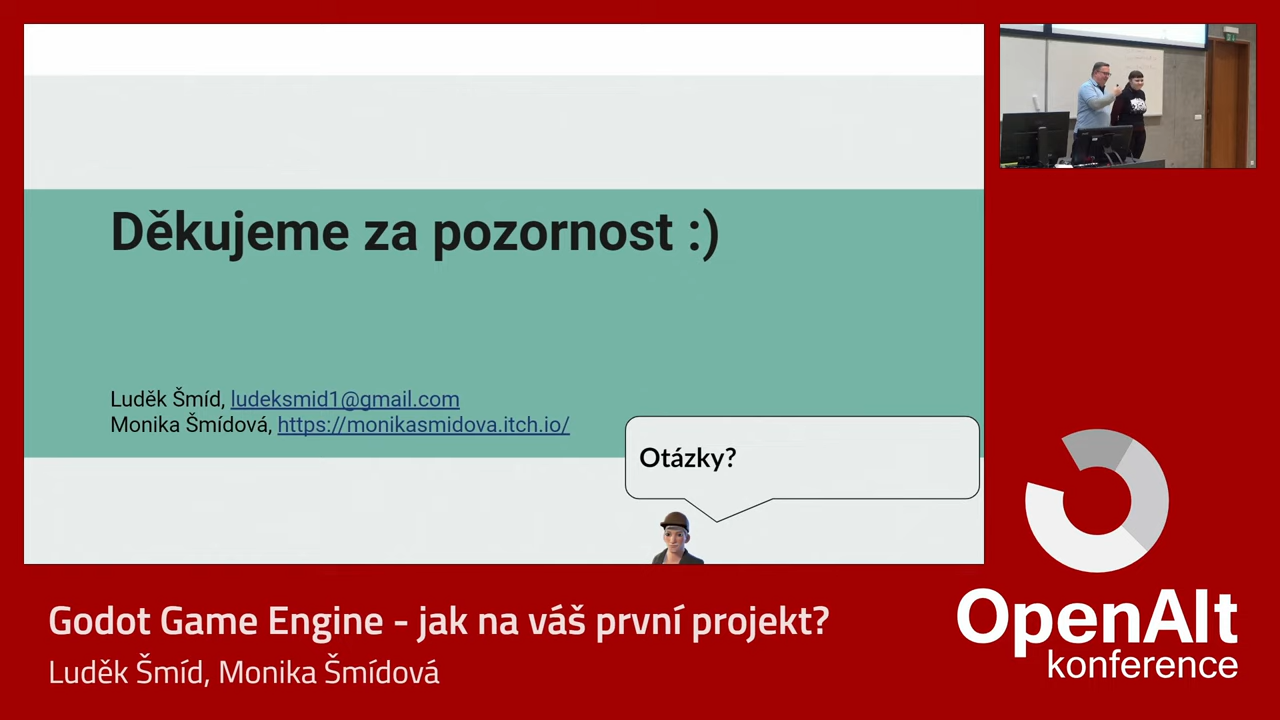 Děkujeme za pozornost :)
Luděk Šmíd, ludeksmid1@gmail.com
Monika Šmídová, https://monikasmidova.itch.io/
Otázky?
Godot Game Engine - jak na váš první projekt?
Luděk Šmíd, Monika Šmídová
OpenAlt
konference